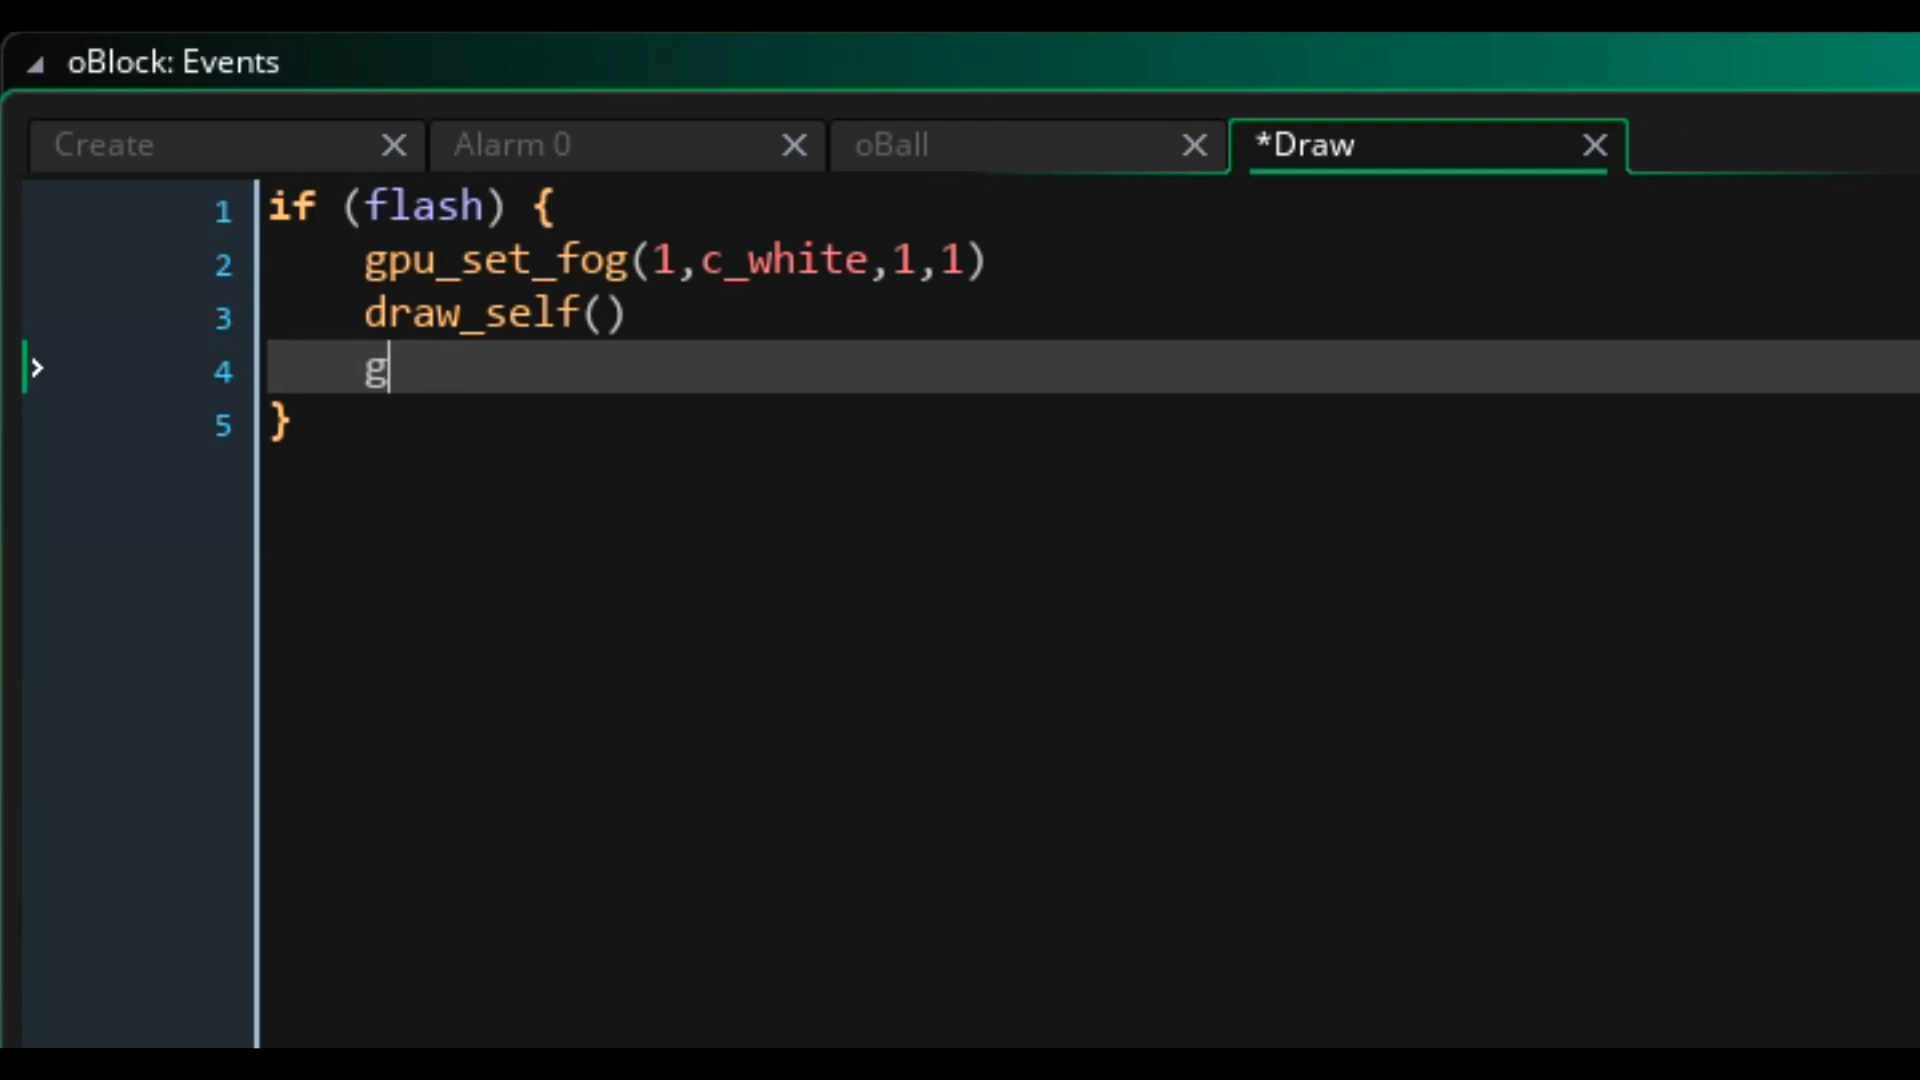 oBlock: Events
Create Alarm 0 oBall *Draw
1 if (flash) {
2 gpu_set_fog(1,c_white,1,1)
3 draw_self()
4 g
5 }